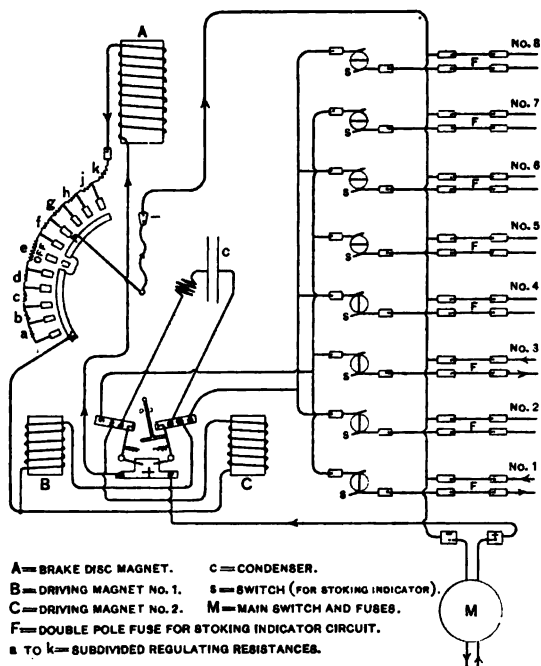 A
No. 8
S
F
No. 7
S
F
k
j
h
g
f
e
OFF
d
c
b
a
No. 6
S
F
−
No. 5
S
F
c
No. 4
S
F
No. 3
S
F
No. 2
S
F
No. 1
S
F
B
+
C
M
A=BRAKE DISC MAGNET. c=CONDENSER.
B=DRIVING MAGNET No. 1. s=SWITCH (FOR STOKING INDICATOR).
C=DRIVING MAGNET No. 2. M=MAIN SWITCH AND FUSES.
F=DOUBLE POLE FUSE FOR STOKING INDICATOR CIRCUIT.
a TO k=SUBDIVIDED REGULATING RESISTANCES.